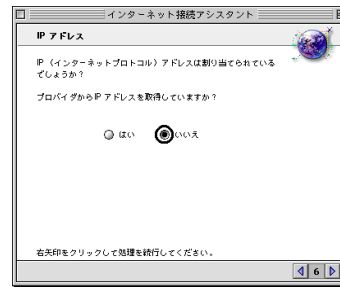 インターネット接続アシスタント
IP アドレス
IP（インターネットプロトコル）アドレスは割り当てられている
でしょうか？
プロバイダからIP アドレスを取得していますか？
はい いいえ
右矢印をクリックして処理を続行してください。
6